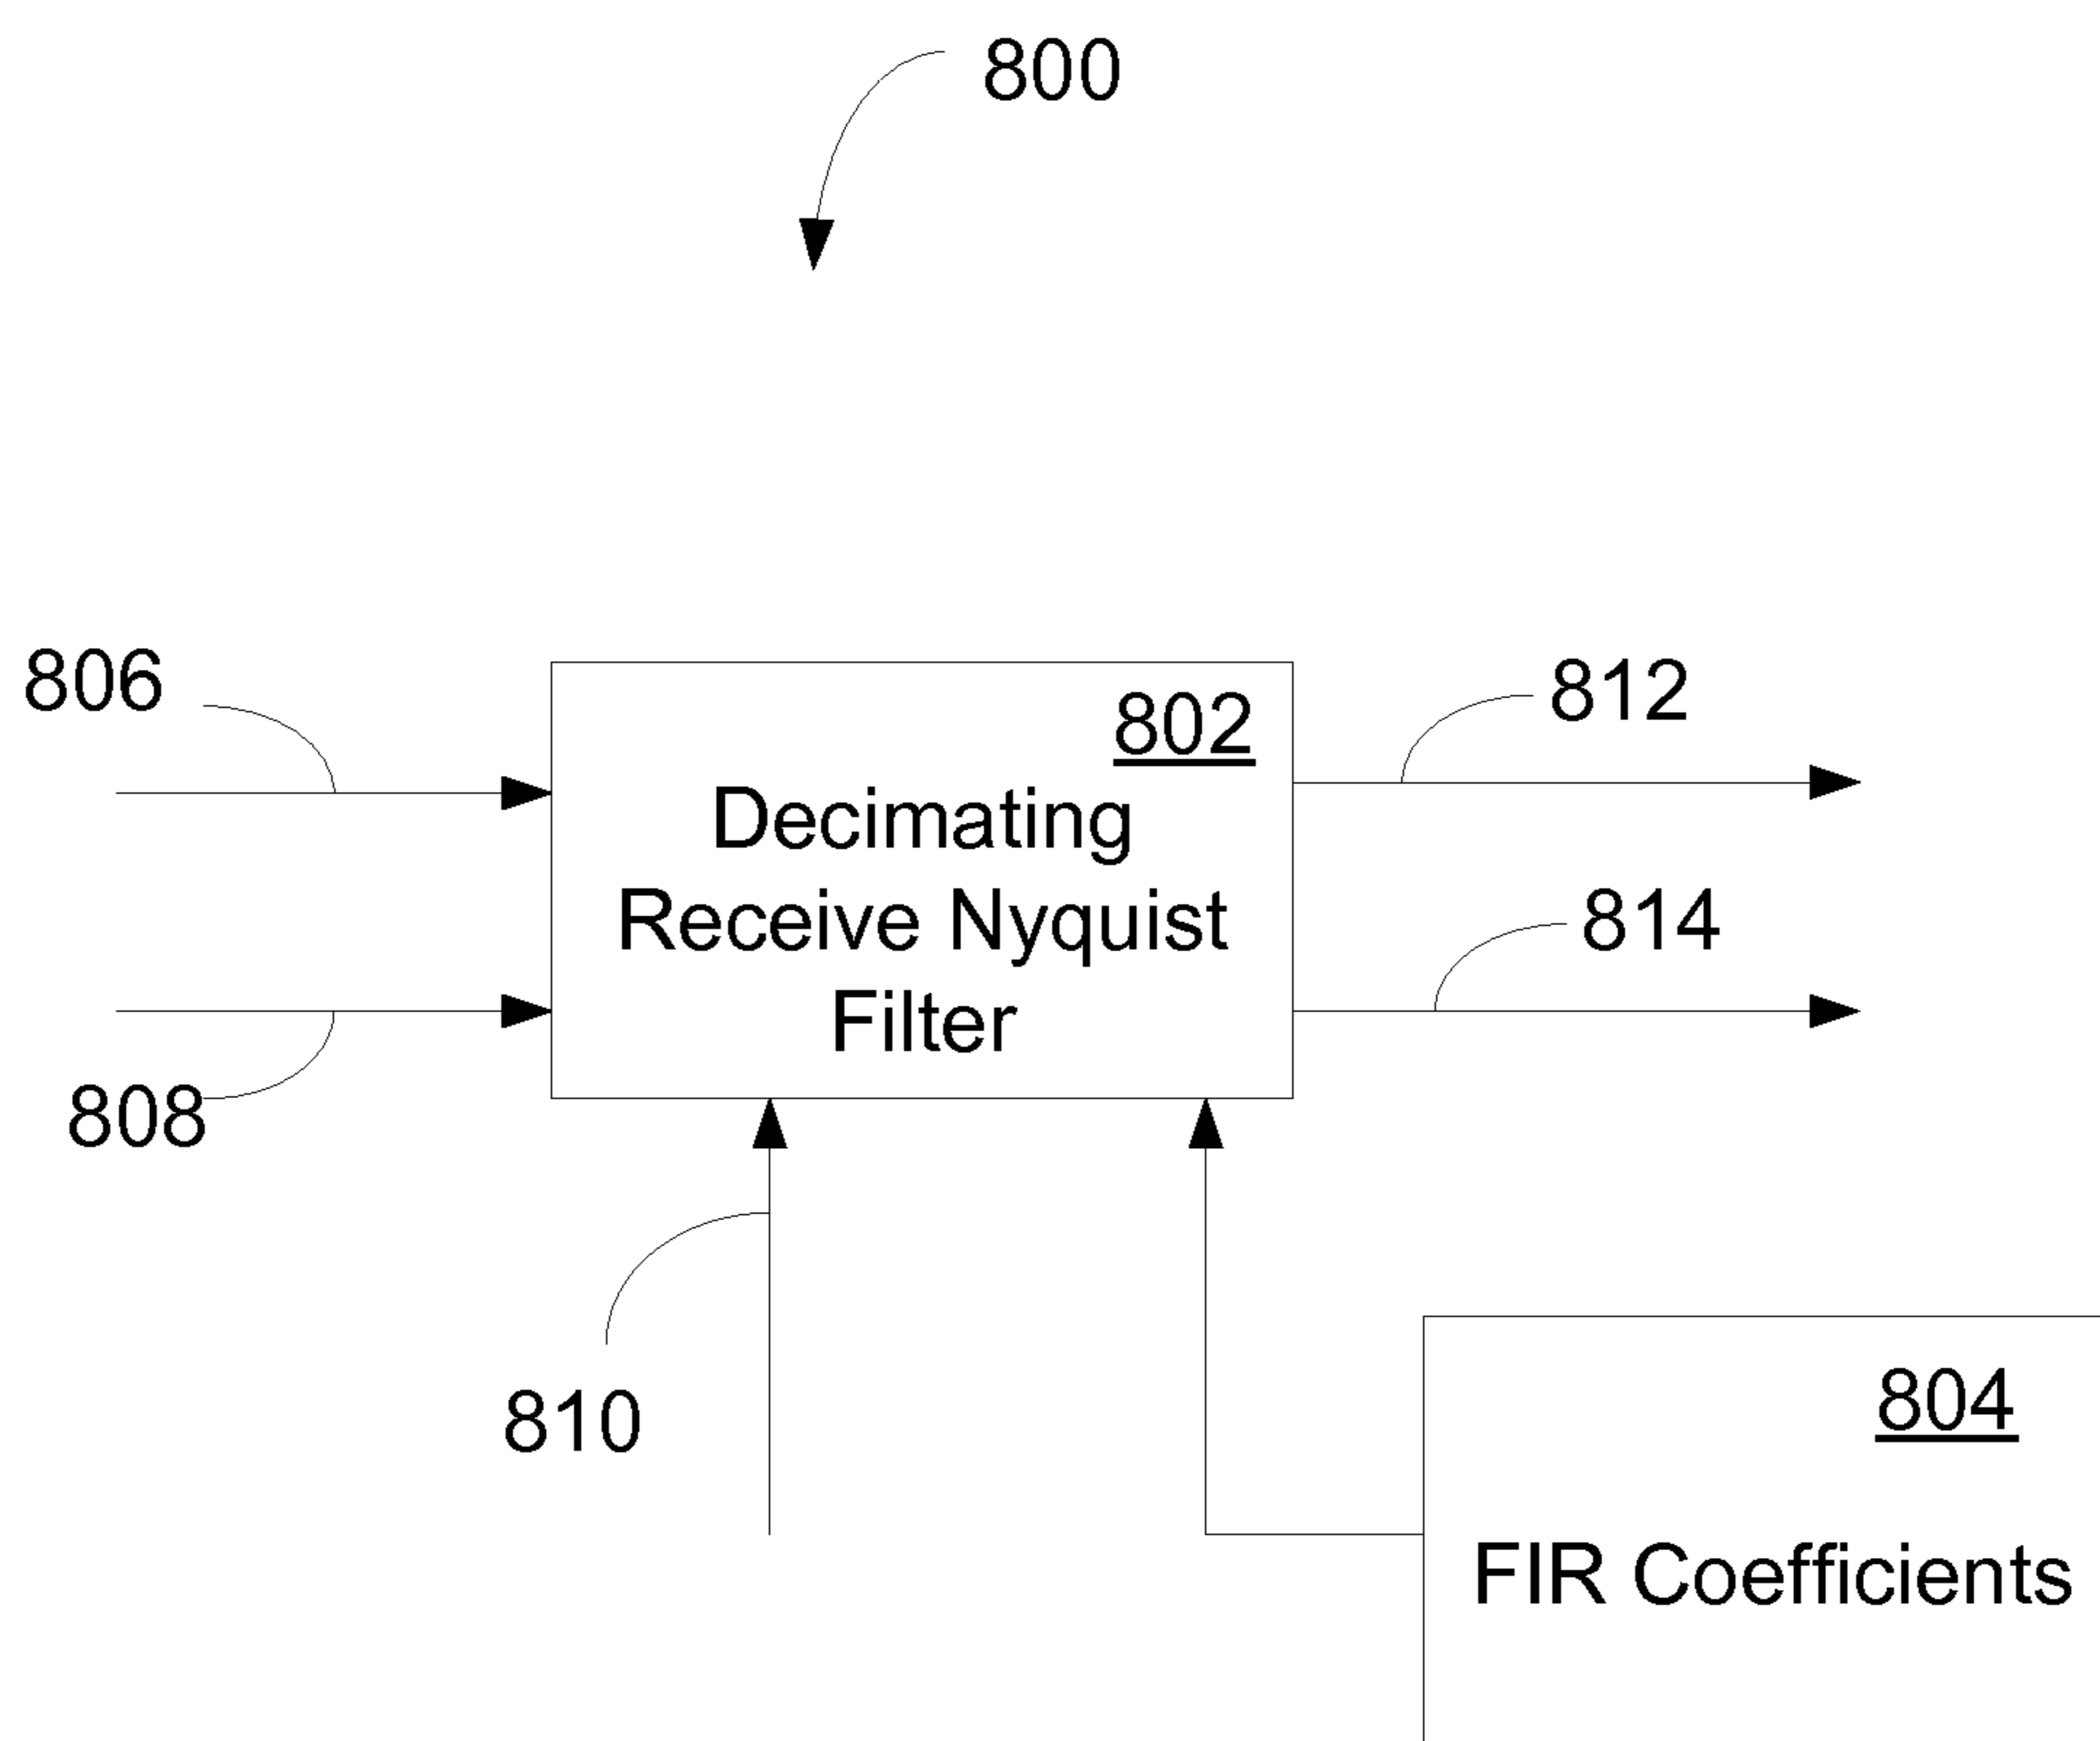 800
806
802
812
Decimating
Receive Nyquist
Filter
814
808
810
804
FIR Coefficients